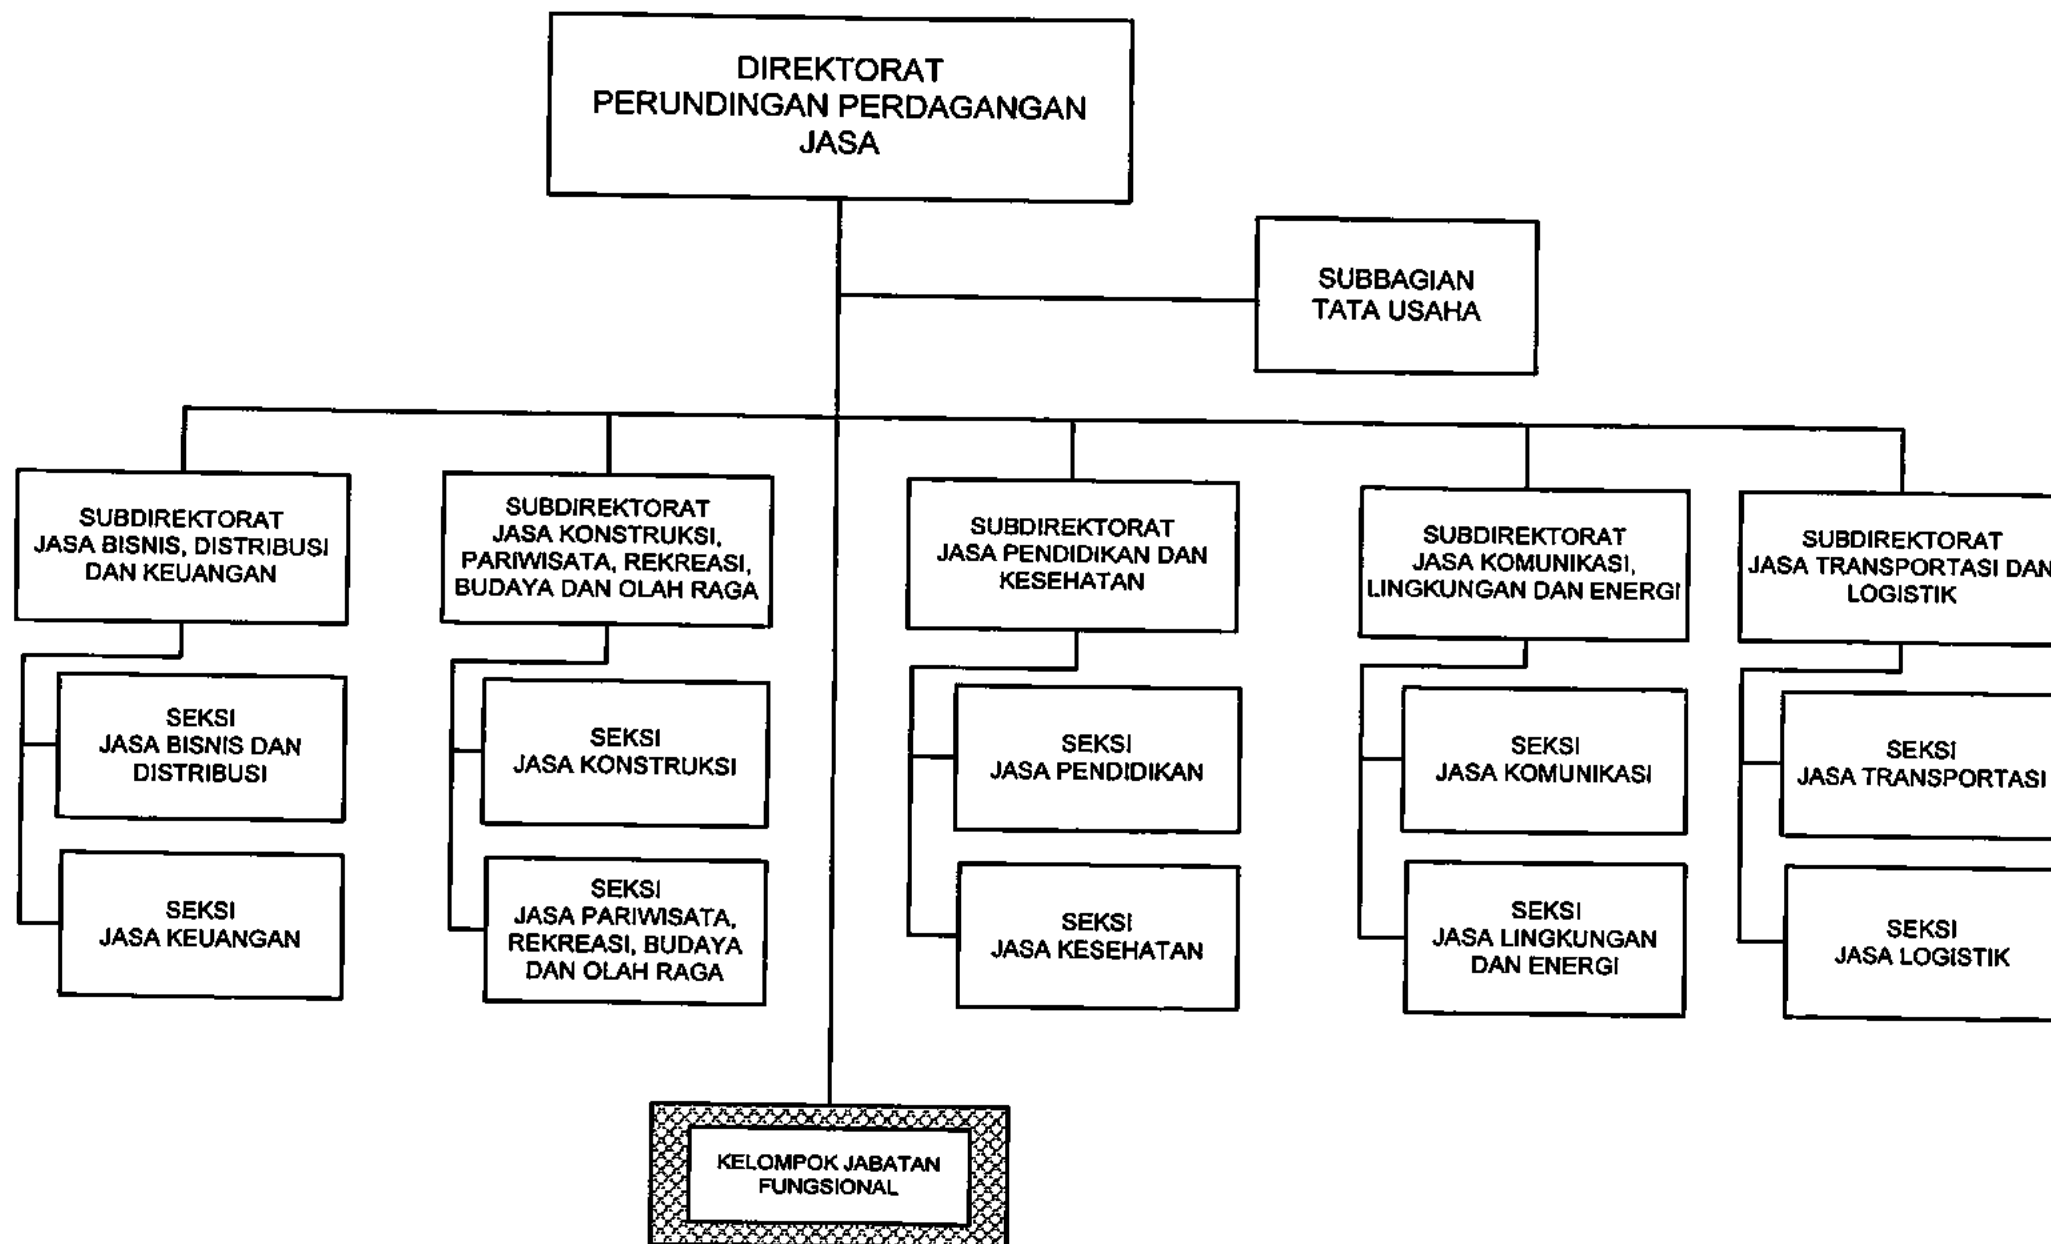 DIREKTORAT
PERUNDINGAN PERDAGANGAN
JASA
SUBBAGIAN
TATA USAHA
SUBDIREKTORAT
JASA BISNIS, DISTRIBUSI
DAN KEUANGAN
SUBDIREKTORAT
JASA KONSTRUKSI,
PARIWISATA, REKREASI,
BUDAYA DAN OLAH RAGA
SUBDIREKTORAT
JASA PENDIDIKAN DAN
KESEHATAN
SUBDIREKTORAT
JASA KOMUNIKASI,
LINGKUNGAN DAN ENERGI
SUBDIREKTORAT
JASA TRANSPORTASI DAN
LOGISTIK
SEKSI
JASA BISNIS DAN
DISTRIBUSI
SEKSI
JASA KONSTRUKSI
SEKSI
JASA PENDIDIKAN
SEKSI
JASA KOMUNIKASI
SEKSI
JASA TRANSPORTASI
SEKSI
JASA KEUANGAN
SEKSI
JASA PARIWISATA,
REKREASI, BUDAYA
DAN OLAH RAGA
SEKSI
JASA KESEHATAN
SEKSI
JASA LINGKUNGAN
DAN ENERGI
SEKSI
JASA LOGISTIK
KELOMPOK JABATAN
FUNGSIONAL